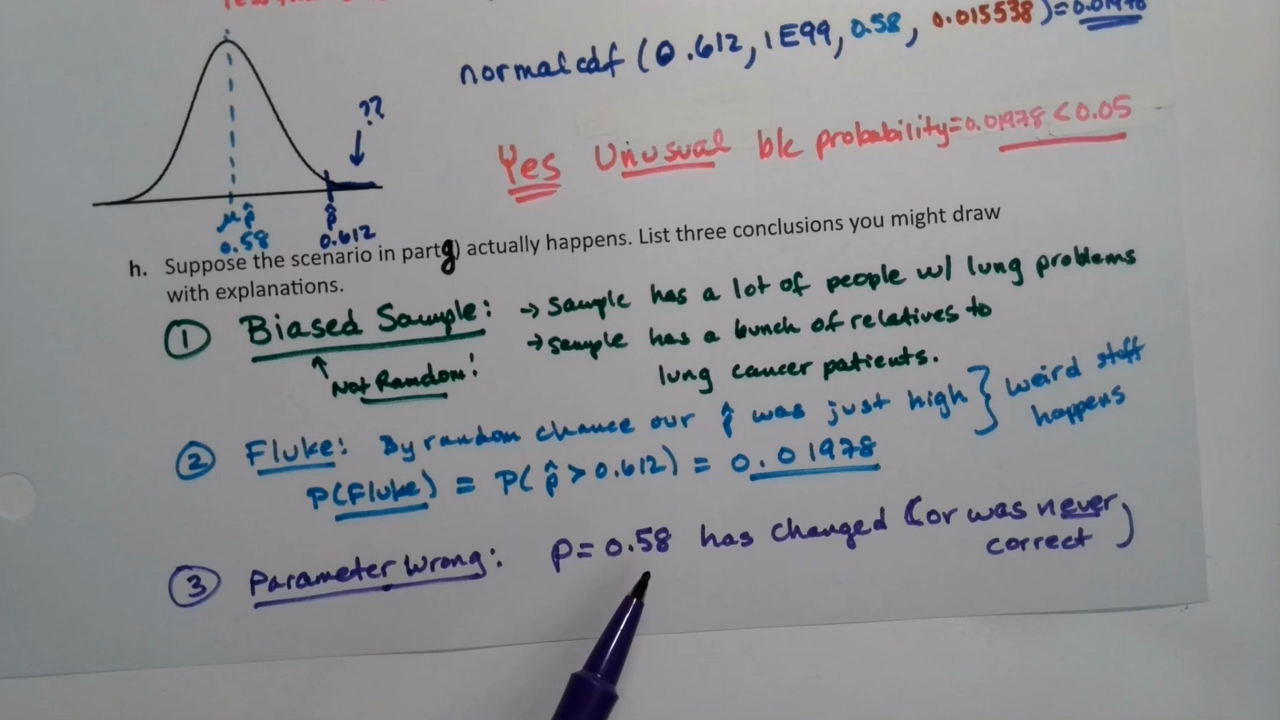 normalcdf (0.612, 1E99, 0.58, 0.015538) = 0.01978
??
Yes Unusual b/c probability=0.01978 < 0.05
μp̂ p̂
0.58 0.612
h. Suppose the scenario in part g) actually happens. List three conclusions you might draw
with explanations.
① Biased Sample: → Sample has a lot of people w/ lung problems
→ Sample has a bunch of relatives to
lung cancer patients.
↑
Not Random!
② Fluke: By random chance our p̂ was just high } weird stuff
happens
P(Fluke) = P(p̂ > 0.612) = 0.01978
③ Parameter Wrong: p=0.58 has changed (or was never
correct)